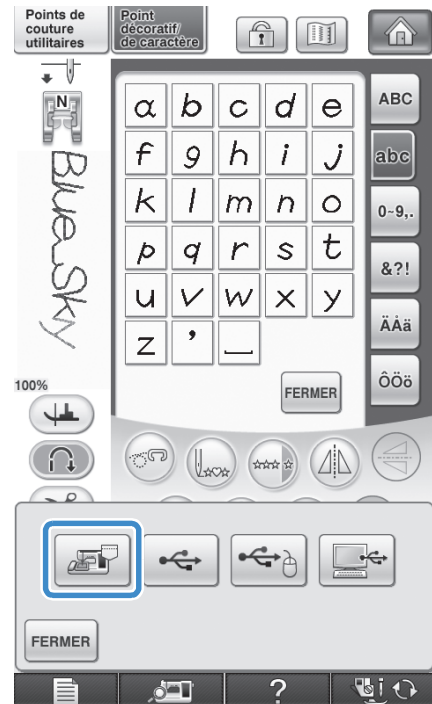 Points de
couture
utilitaires
Point
décoratif/
de caractère
N
Blue_Sky
100%
a b c d e
f g h i j
k l m n o
p q r s t
u v w x y
z ' _
FERMER
ABC
abc
0~9,.
&?!
ÄÅä
ÔÖö
FERMER
?